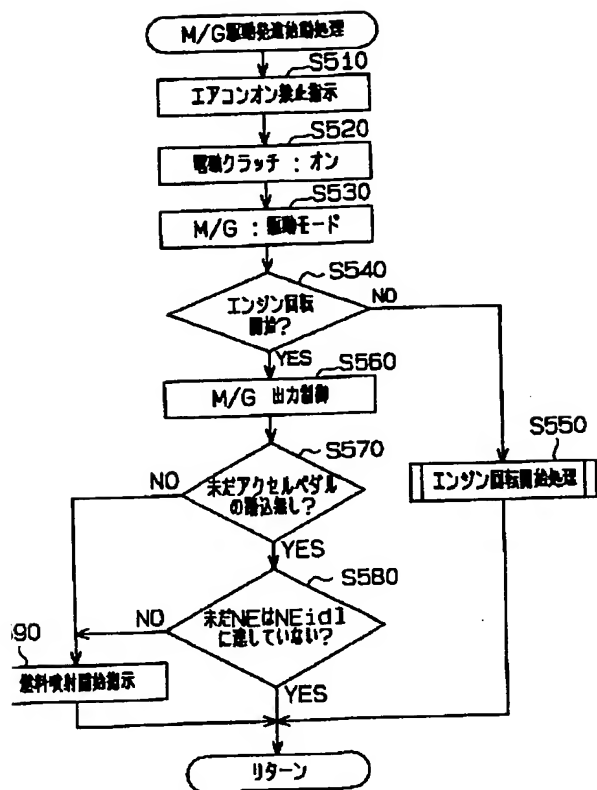 M/G駆動発進始動処理
S510
エアコンオン禁止指示
S520
電磁クラッチ：オン
S530
M/G：駆動モード
S540
エンジン回転
開始?
NO
YES
S560
M/G 出力制御
S550
エンジン回転開始処理
S570
NO
未だアクセルペダル
の踏込無し?
YES
S580
NO
未だNEはNEidl
に達していない?
590
YES
燃料噴射開始指示
リターン